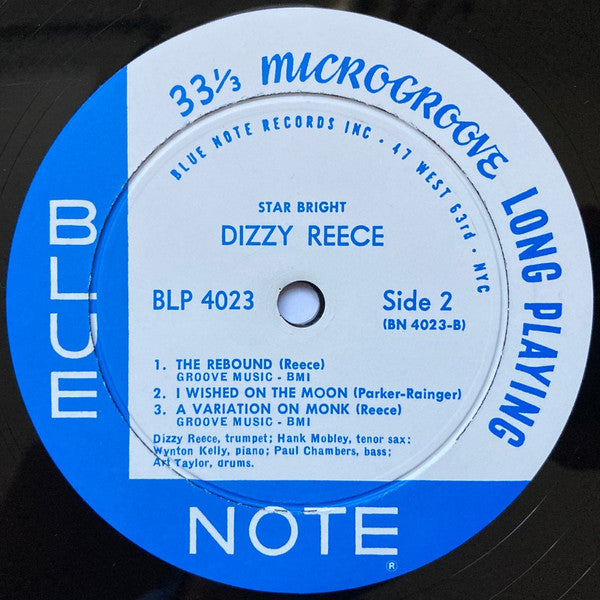 33⅓ MICROGROOVE LONG PLAYING
BLUE NOTE RECORDS INC • 47 WEST 63rd • NYC
STAR BRIGHT
DIZZY REECE
BLP 4023
Side 2
(BN 4023-B)
1. THE REBOUND (Reece)
GROOVE MUSIC - BMI
2. I WISHED ON THE MOON (Parker-Rainger)
3. A VARIATION ON MONK (Reece)
GROOVE MUSIC - BMI
Dizzy Reece, trumpet; Hank Mobley, tenor sax:
Wynton Kelly, piano; Paul Chambers, bass;
Art Taylor, drums.
BLUE
NOTE
®